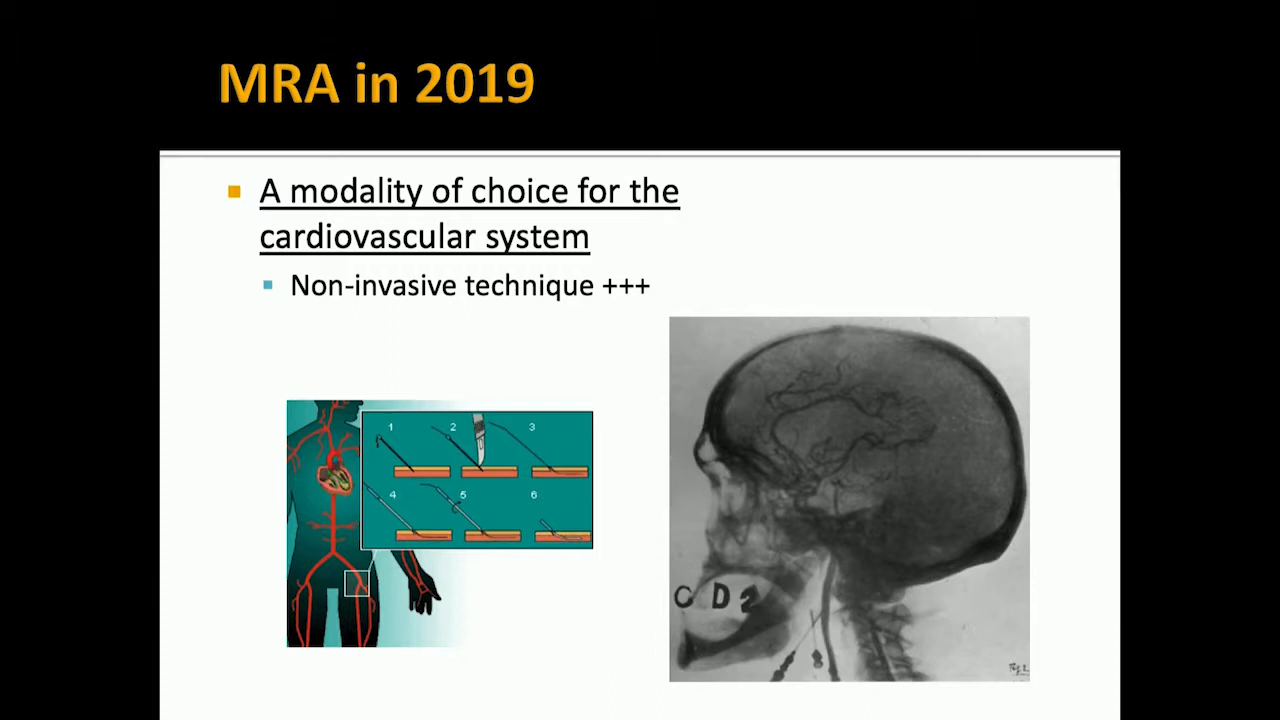 MRA in 2019
A modality of choice for the
cardiovascular system
Non-invasive technique +++
1 2 3
4 5 6
C D 2